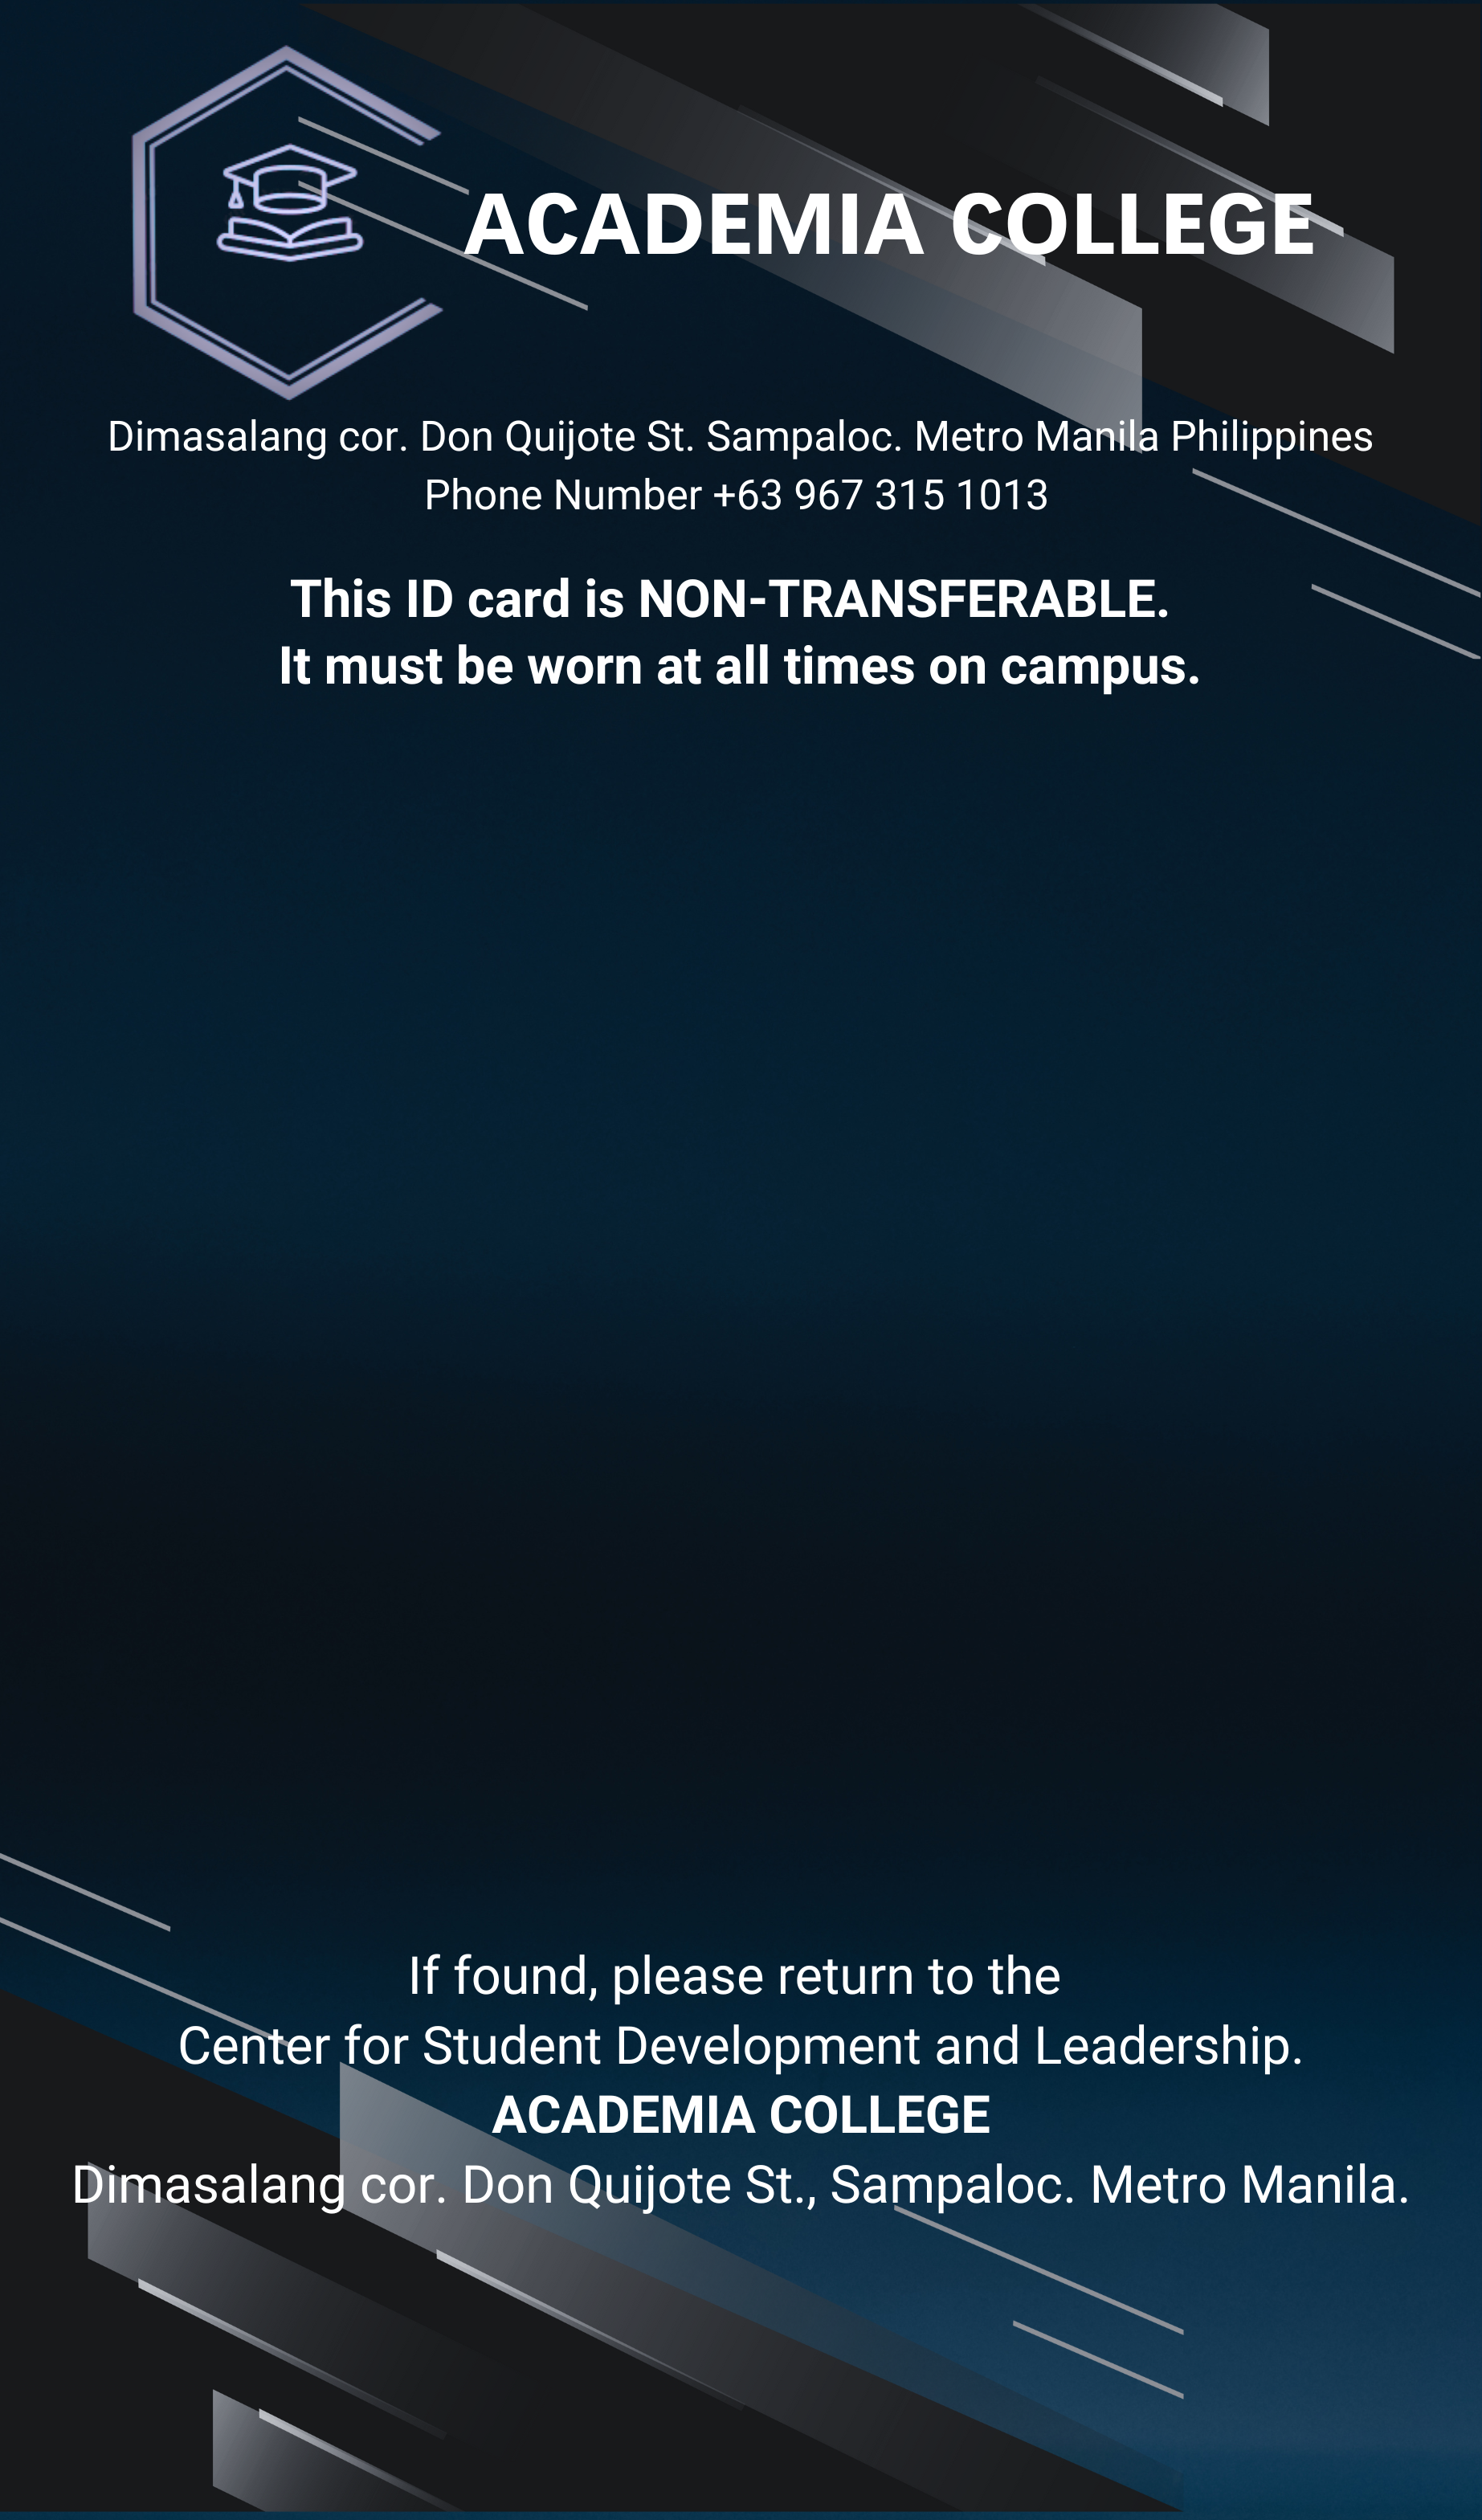 ACADEMIA COLLEGE
Dimasalang cor. Don Quijote St. Sampaloc. Metro Manila Philippines
Phone Number +63 967 315 1013
This ID card is NON-TRANSFERABLE.
It must be worn at all times on campus.
If found, please return to the
Center for Student Development and Leadership.
ACADEMIA COLLEGE
Dimasalang cor. Don Quijote St., Sampaloc. Metro Manila.